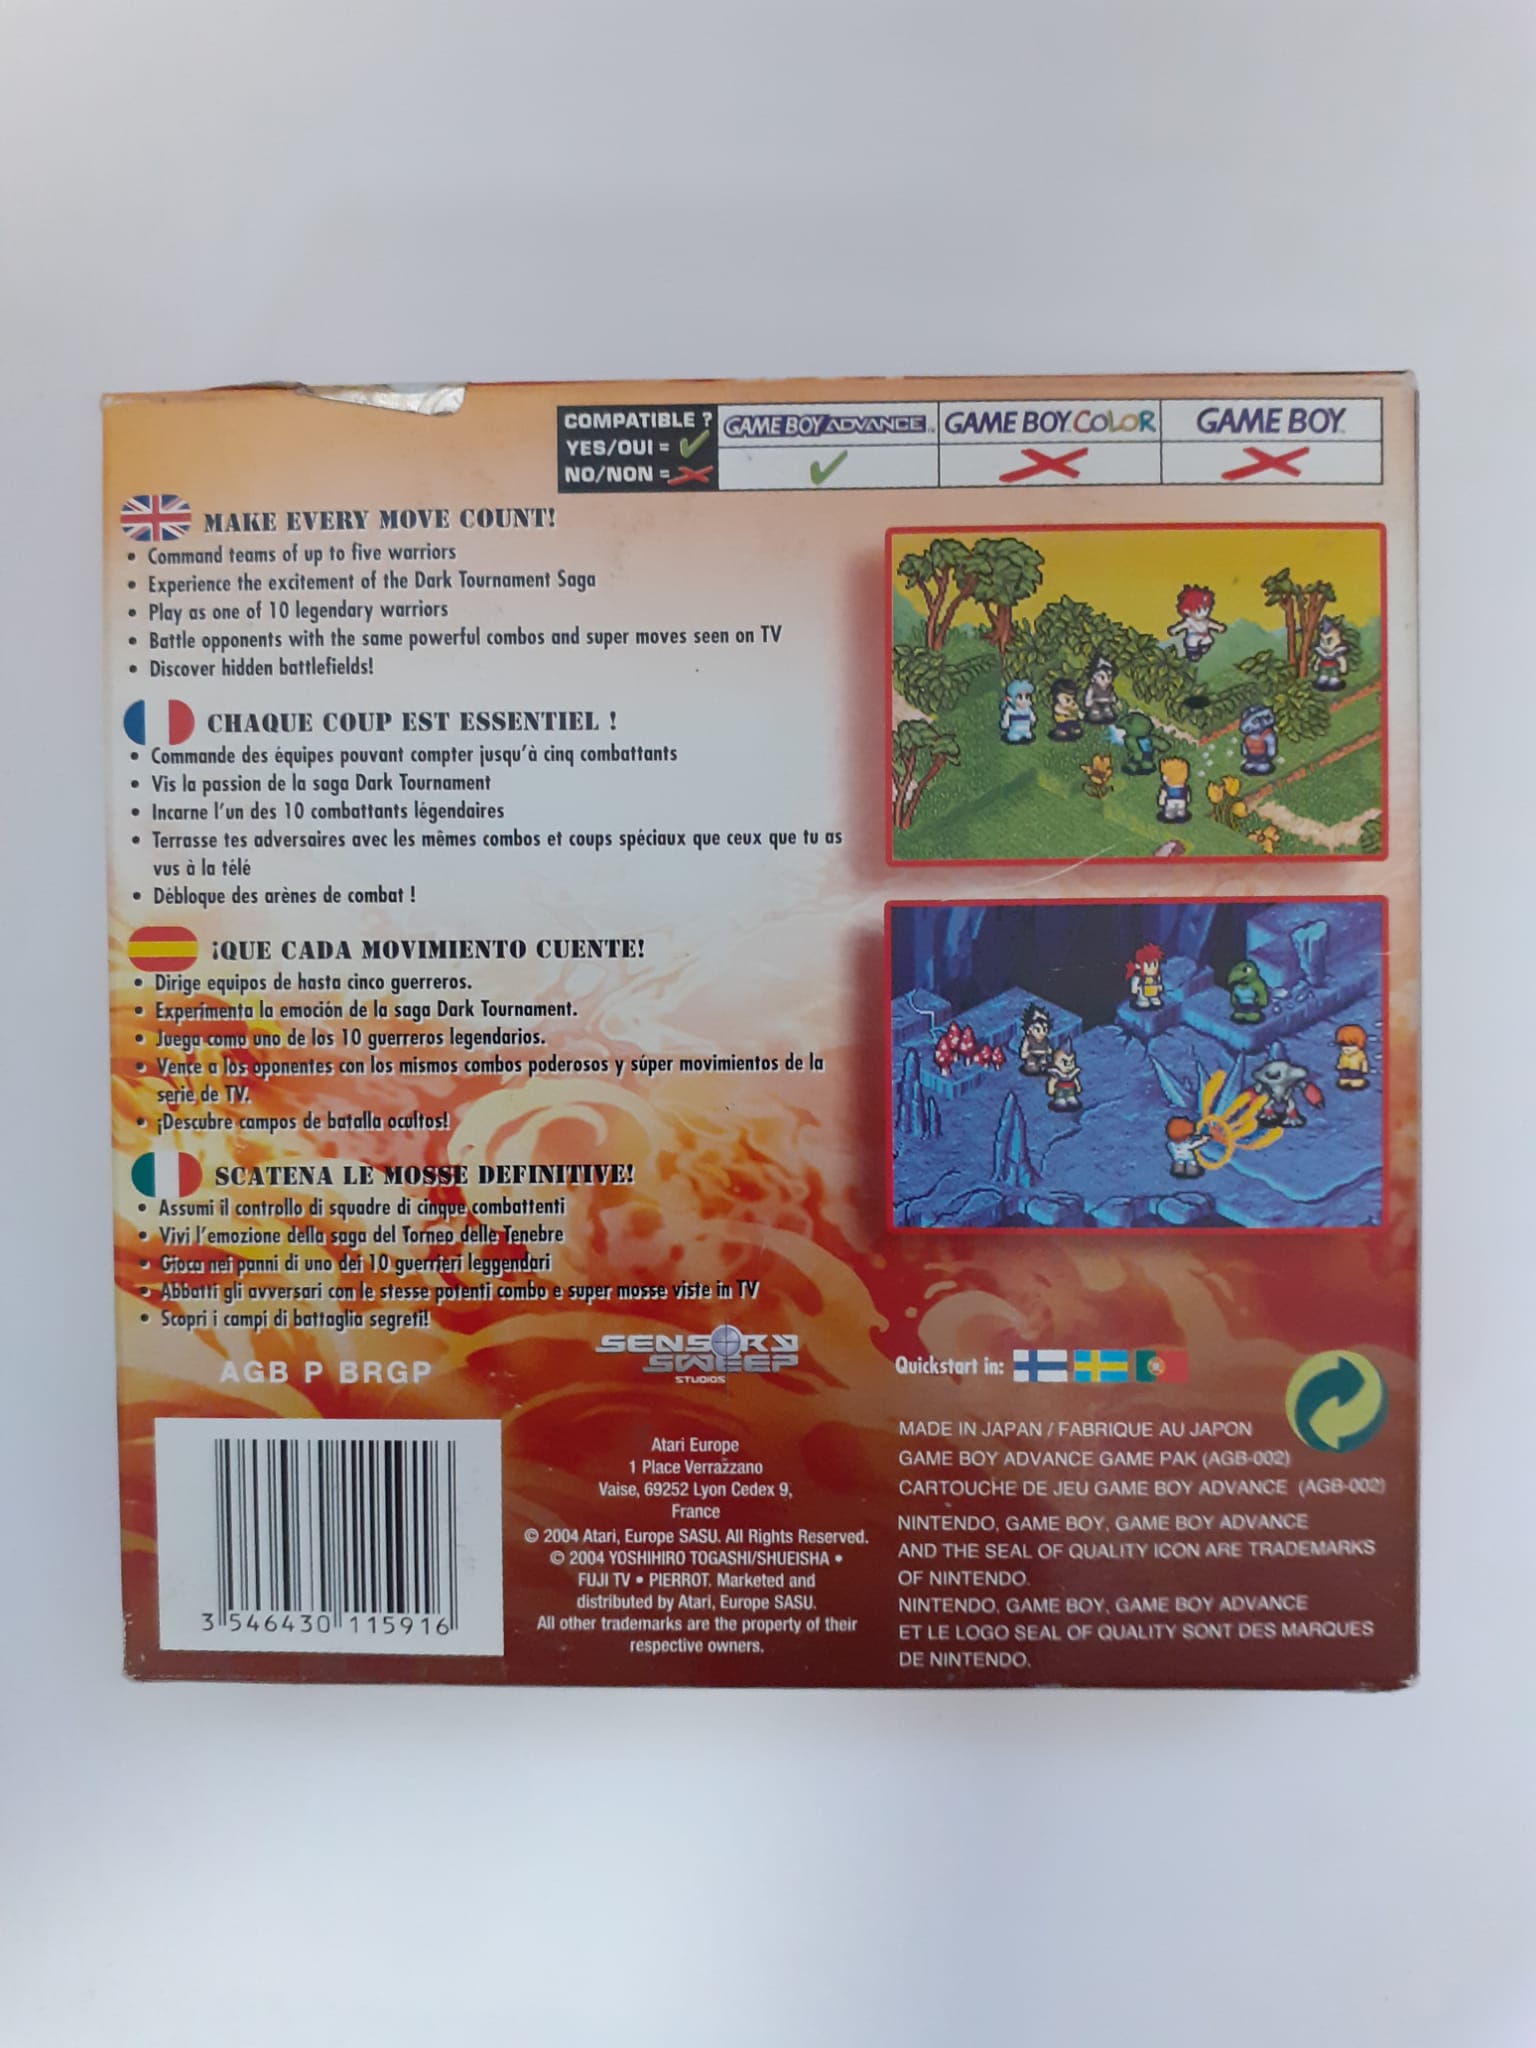 COMPATIBLE ?
YES/OUI =
NO/NON =
GAME BOY ADVANCE™
GAME BOY COLOR
GAME BOY™
MAKE EVERY MOVE COUNT!
• Command teams of up to five warriors
• Experience the excitement of the Dark Tournament Saga
• Play as one of 10 legendary warriors
• Battle opponents with the same powerful combos and super moves seen on TV
• Discover hidden battlefields!
CHAQUE COUP EST ESSENTIEL !
• Commande des équipes pouvant compter jusqu'à cinq combattants
• Vis la passion de la saga Dark Tournament
• Incarne l'un des 10 combattants légendaires
• Terrasse tes adversaires avec les mêmes combos et coups spéciaux que ceux que tu as
vus à la télé
• Débloque des arènes de combat !
¡QUE CADA MOVIMIENTO CUENTE!
• Dirige equipos de hasta cinco guerreros.
• Experimenta la emoción de la saga Dark Tournament.
• Juega como uno de los 10 guerreros legendarios.
• Vence a los oponentes con los mismos combos poderosos y súper movimientos de la
serie de TV.
• ¡Descubre campos de batalla ocultos!
SCATENA LE MOSSE DEFINITIVE!
• Assumi il controllo di squadre di cinque combattenti
• Vivi l'emozione della saga del Torneo delle Tenebre
• Gioca nei panni di uno dei 10 guerrieri leggendari
• Abbatti gli avversari con le stesse potenti combo e super mosse viste in TV
• Scopri i campi di battaglia segreti!
AGB P BRGP
SENSORY
SWEEP
STUDIOS
Quickstart in:
3 546430 115916
Atari Europe
1 Place Verrazzano
Vaise, 69252 Lyon Cedex 9,
France
© 2004 Atari, Europe SASU. All Rights Reserved.
© 2004 YOSHIHIRO TOGASHI/SHUEISHA •
FUJI TV • PIERROT. Marketed and
distributed by Atari, Europe SASU.
All other trademarks are the property of their
respective owners.
MADE IN JAPAN / FABRIQUE AU JAPON
GAME BOY ADVANCE GAME PAK (AGB-002)
CARTOUCHE DE JEU GAME BOY ADVANCE (AGB-002)
NINTENDO, GAME BOY, GAME BOY ADVANCE
AND THE SEAL OF QUALITY ICON ARE TRADEMARKS
OF NINTENDO.
NINTENDO, GAME BOY, GAME BOY ADVANCE
ET LE LOGO SEAL OF QUALITY SONT DES MARQUES
DE NINTENDO.